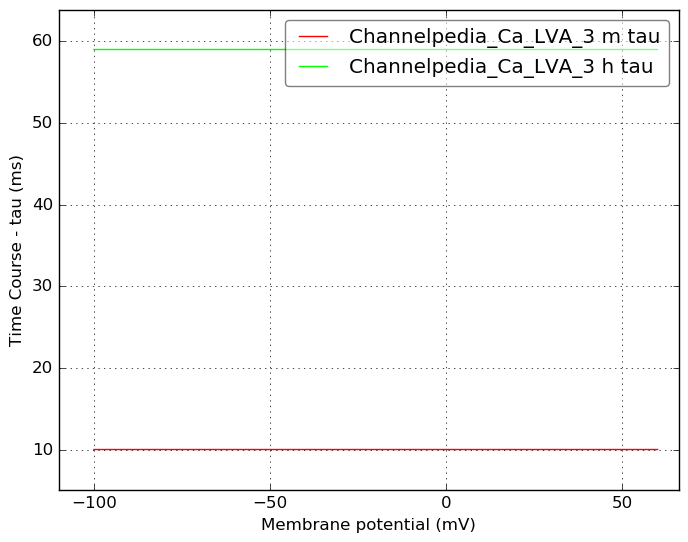 Channelpedia_Ca_LVA_3 m tau
Channelpedia_Ca_LVA_3 h tau
Time Course - tau (ms)
60
50
40
30
20
10
−100
−50
0
50
Membrane potential (mV)